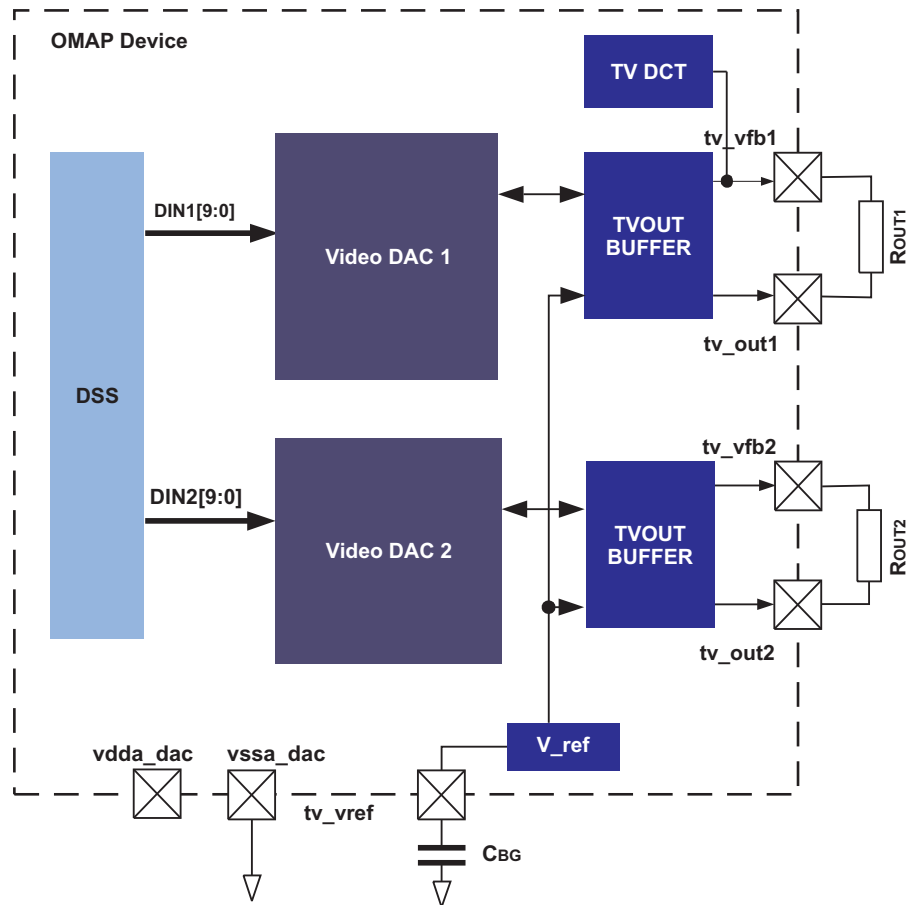 OMAP Device
TV DCT
tv_vfb1
DIN1[9:0]
Video DAC 1
TVOUT
BUFFER
ROUT1
tv_out1
DSS
tv_vfb2
DIN2[9:0]
Video DAC 2
TVOUT
BUFFER
ROUT2
tv_out2
V_ref
vdda_dac
vssa_dac
tv_vref
CBG